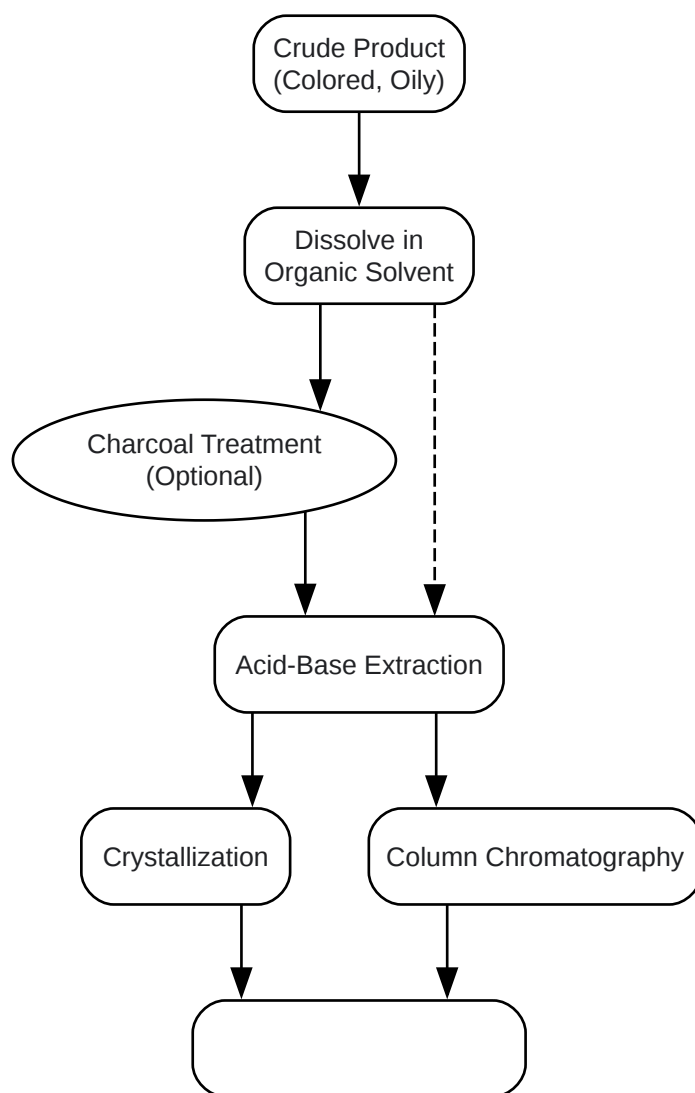 Crude Product
(Colored, Oily)
Dissolve in
Organic Solvent
Charcoal Treatment
(Optional)
Acid-Base Extraction
Crystallization
Column Chromatography